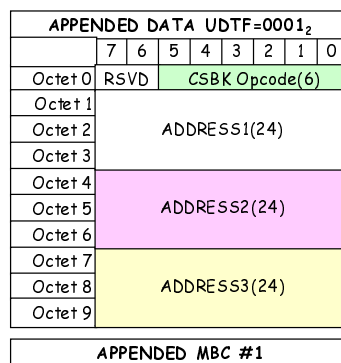 APPENDED DATA UDTF=0001₂
7 6 5 4 3 2 1 0
Octet 0 RSVD CSBK Opcode(6)
Octet 1
Octet 2 ADDRESS1(24)
Octet 3
Octet 4
Octet 5 ADDRESS2(24)
Octet 6
Octet 7
Octet 8 ADDRESS3(24)
Octet 9
APPENDED MBC #1